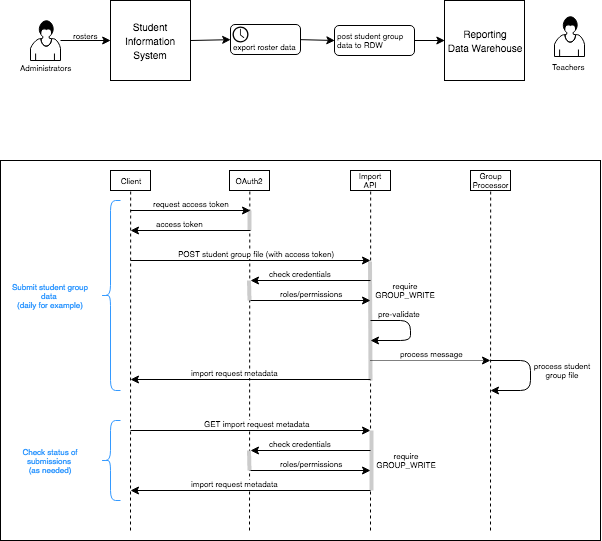 Administrators
rosters
Student
Information
System
export roster data
post student group
data to RDW
Reporting
Data Warehouse
Teachers
Client
OAuth2
Import
API
Group
Processor
request access token
access token
POST student group file (with access token)
check credentials
roles/permissions
require
GROUP_WRITE
pre-validate
process message
process student
group file
import request metadata
Submit student group
data
(daily for example)
GET import request metadata
check credentials
roles/permissions
require
GROUP_WRITE
import request metadata
Check status of
submissions
(as needed)